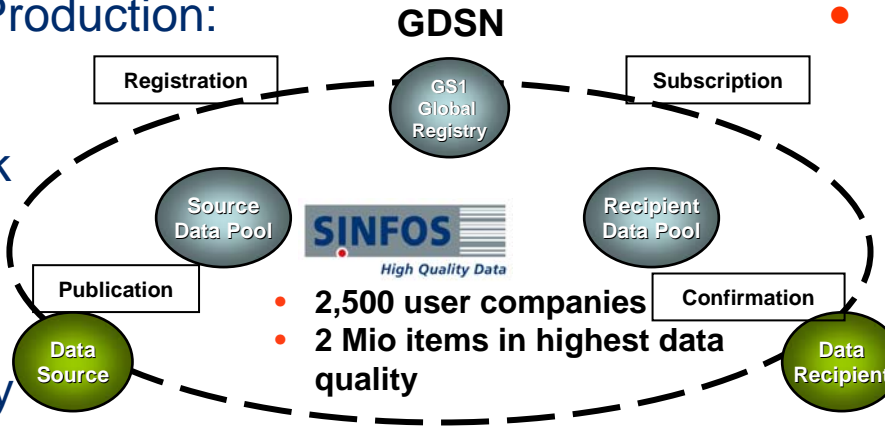 Production:
GDSN
Registration
GS1
Global
Registry
Subscription
Source
Data Pool
SINFOS
High Quality Data
Recipient
Data Pool
Publication
• 2,500 user companies
Confirmation
• 2 Mio items in highest data
quality
Data
Source
Data
Recipient